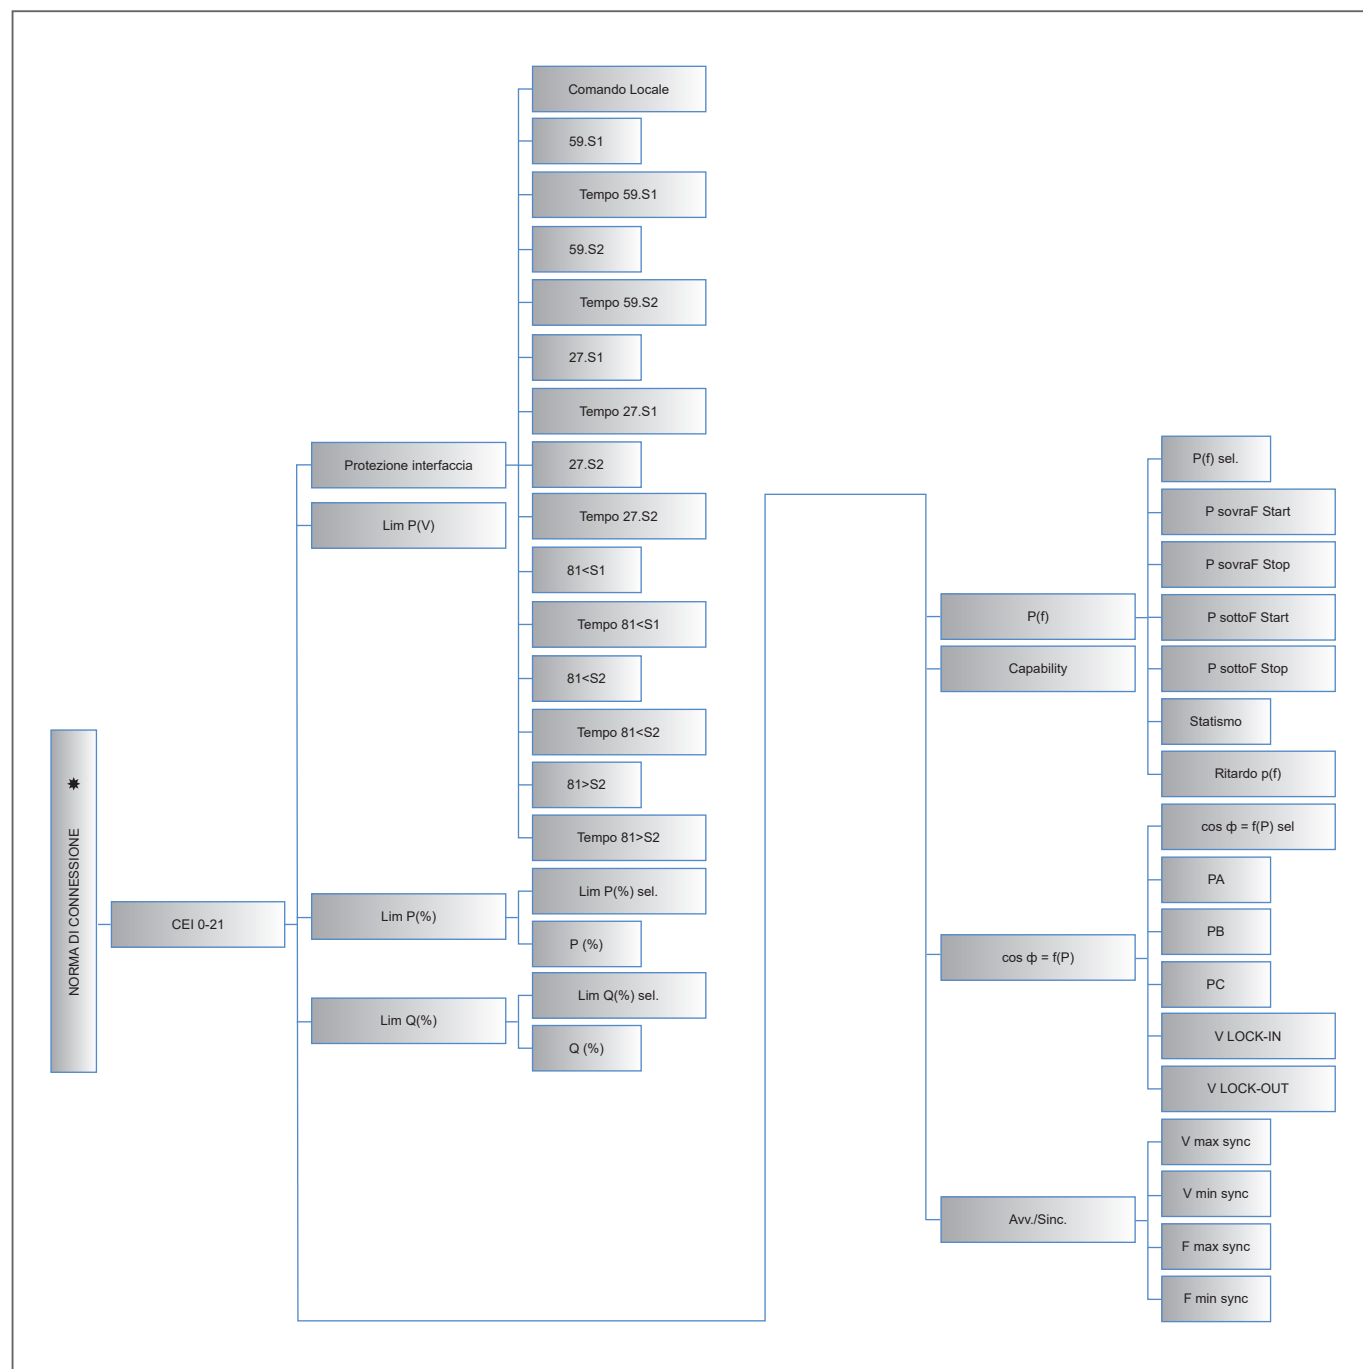 NORMA DI CONNESSIONE ✸
CEI 0-21
Protezione interfaccia
Comando Locale
59.S1
Tempo 59.S1
59.S2
Tempo 59.S2
27.S1
Tempo 27.S1
27.S2
Tempo 27.S2
81<S1
Tempo 81<S1
81<S2
Tempo 81<S2
81>S2
Tempo 81>S2
Lim P(V)
Lim P(%)
Lim P(%) sel.
P (%)
Lim Q(%)
Lim Q(%) sel.
Q (%)
P(f)
P(f) sel.
P sovraF Start
P sovraF Stop
P sottoF Start
P sottoF Stop
Statismo
Ritardo p(f)
Capability
cos ф = f(P)
cos ф = f(P) sel
PA
PB
PC
V LOCK-IN
V LOCK-OUT
Avv./Sinc.
V max sync
V min sync
F max sync
F min sync